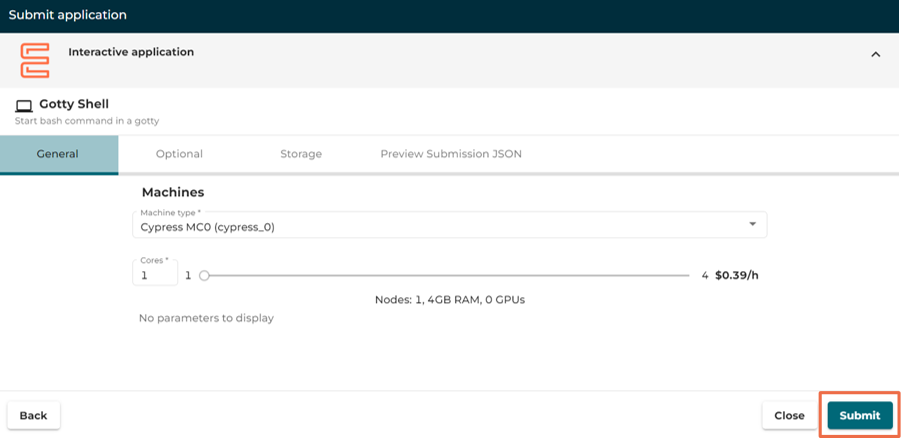 Submit application
Interactive application
Gotty Shell
Start bash command in a gotty
General Optional Storage Preview Submission JSON
Machines
Machine type *
Cypress MC0 (cypress_0)
Cores *
1 1 4 $0.39/h
Nodes: 1, 4GB RAM, 0 GPUs
No parameters to display
Back Close Submit